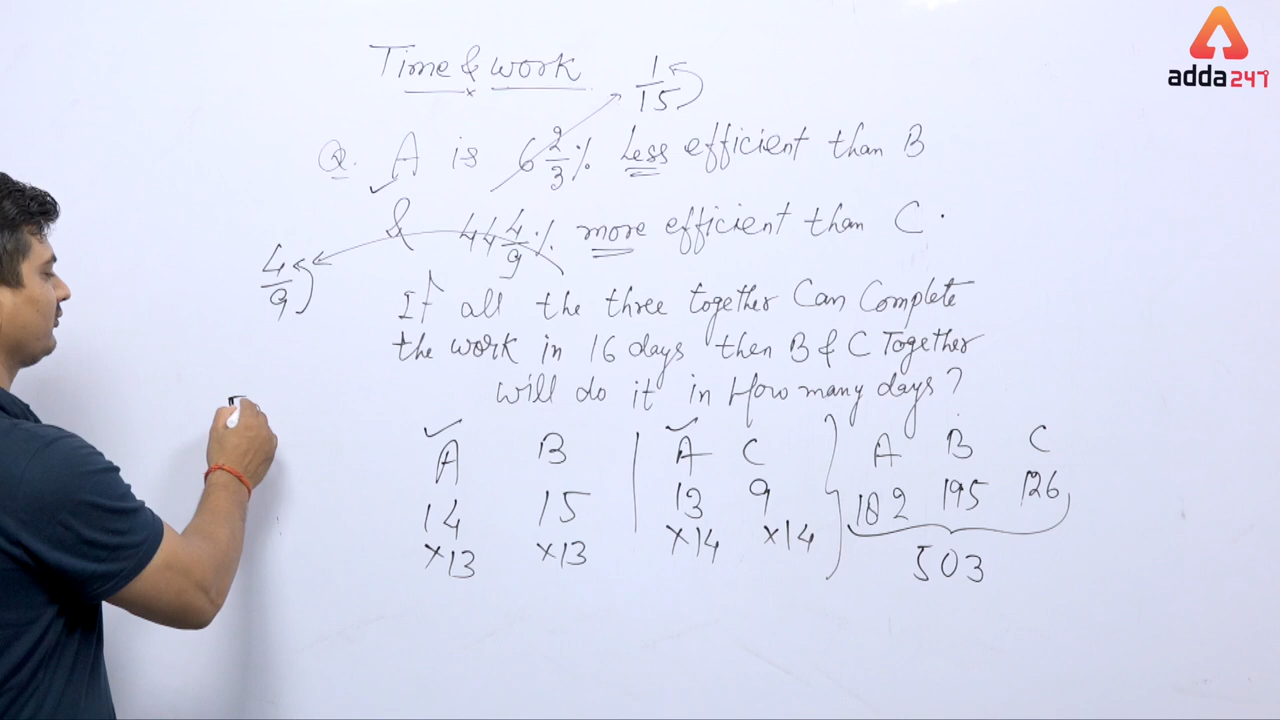 adda247
Time & work
1/15
Q. A is 6 2/3 % Less efficient than B
& 44 4/9 % more efficient than C.
4/9
If all the three together Can Complete
the work in 16 days then B & C Together
will do it in How many days?
A B A C A B C
14 15 13 9 182 195 126
×13 ×13 ×14 ×14
503